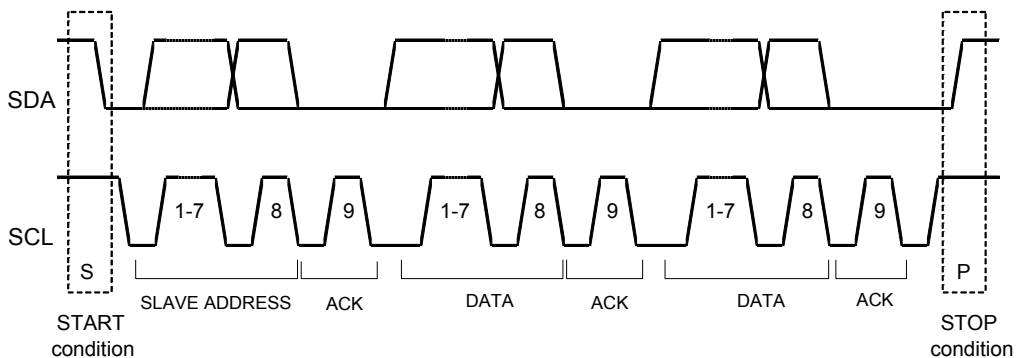 SDA
SCL
1-7 8 9 1-7 8 9 1-7 8 9
S P
SLAVE ADDRESS ACK DATA ACK DATA ACK
START
condition
STOP
condition